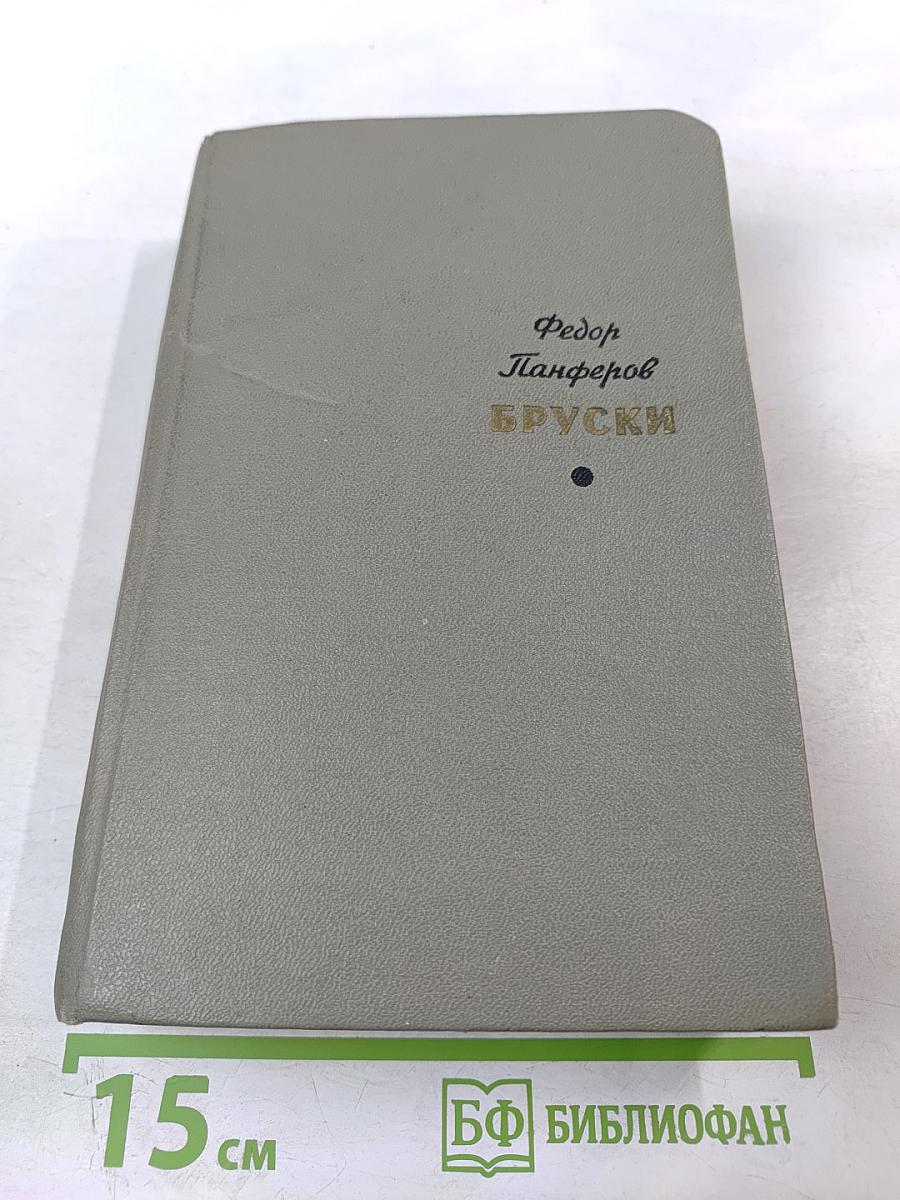 Федор
Панферов
БРУСКИ
15 см
БФ БИБЛИОФАН